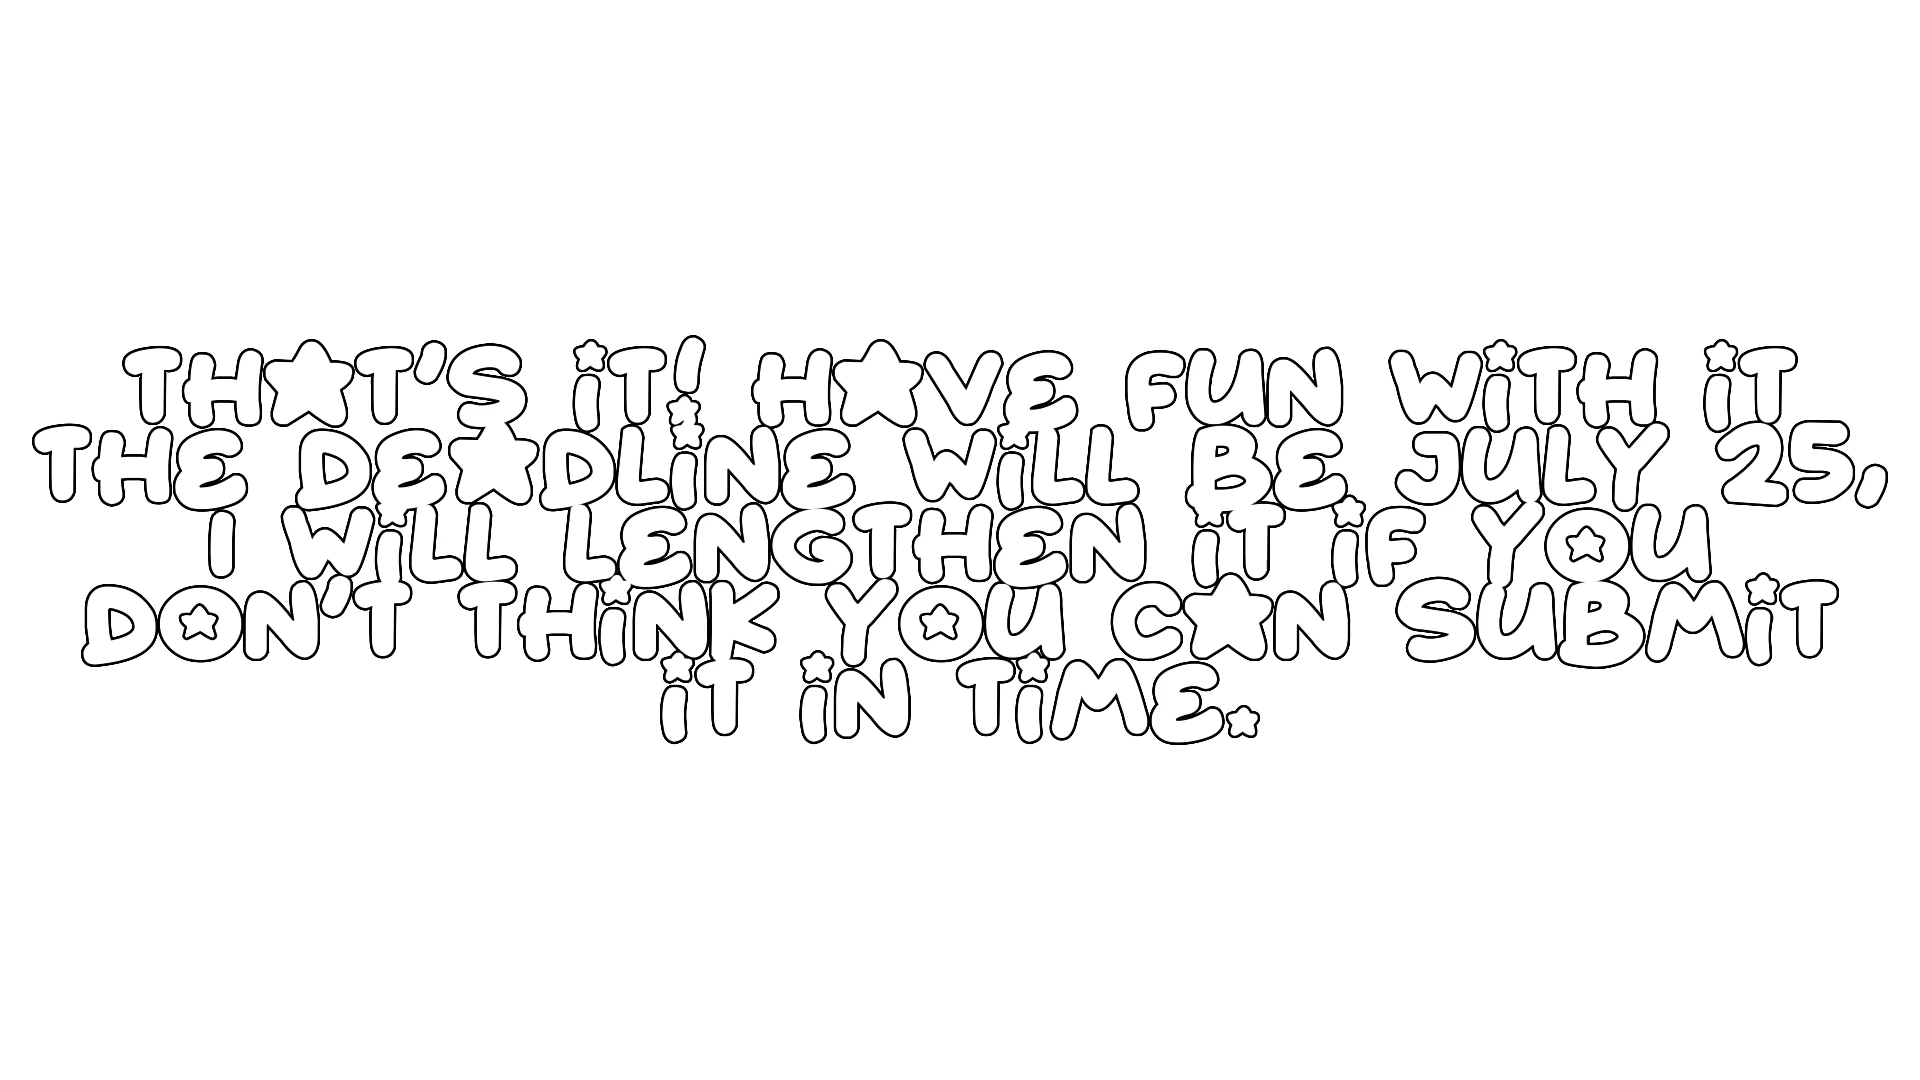 THAT'S iT! HAVE FUN WiTH iT
THE DEADLiNE WiLL BE JULY 25,
I WiLL LENGTHEN iT iF YOU
DON'T THiNK YOU CAN SUBMiT
iT iN TiME.